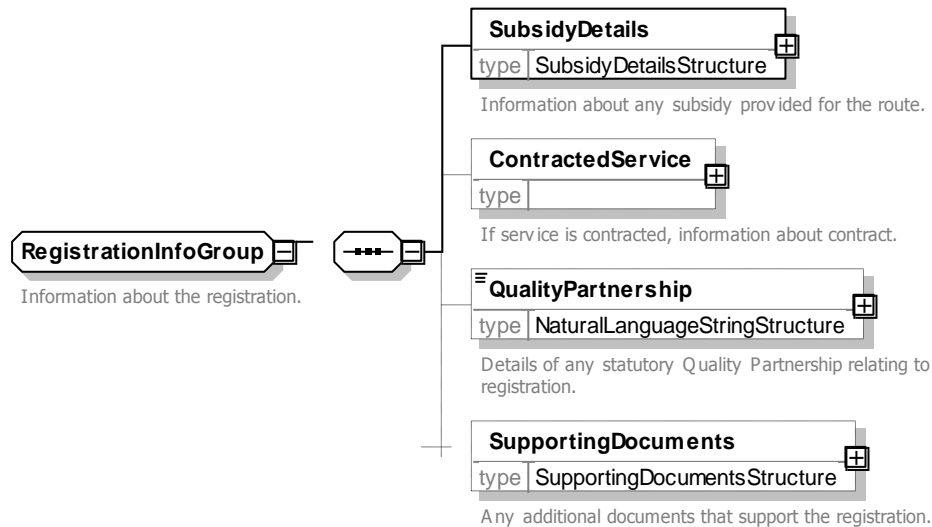 SubsidyDetails
type SubsidyDetailsStructure
Information about any subsidy provided for the route.
ContractedService
type
If service is contracted, information about contract.
RegistrationInfoGroup
Information about the registration.
QualityPartnership
type NaturalLanguageStringStructure
Details of any statutory Quality Partnership relating to
registration.
SupportingDocuments
type SupportingDocumentsStructure
Any additional documents that support the registration.